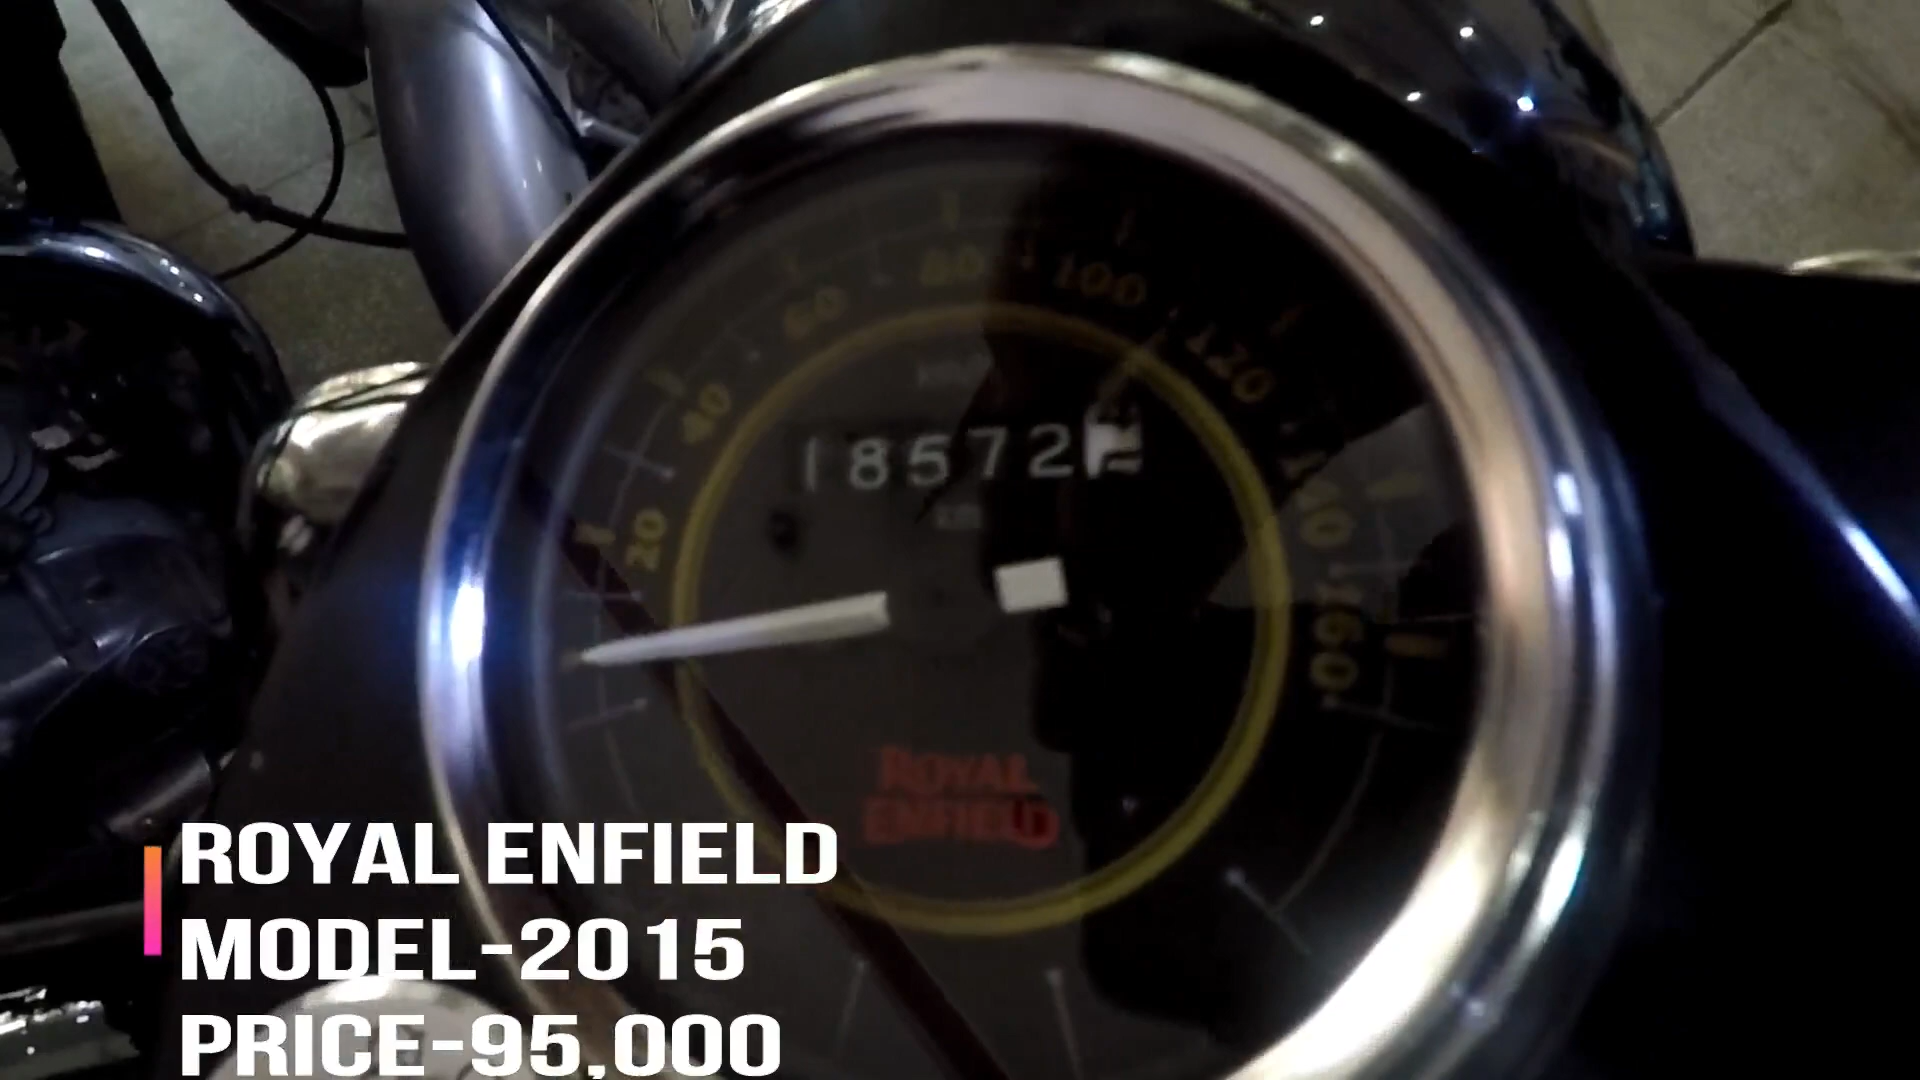 80 100
60
120
40
18572
140
20
160
ROYAL
ENFIELD
ROYAL ENFIELD
MODEL-2015
PRICE-95,000